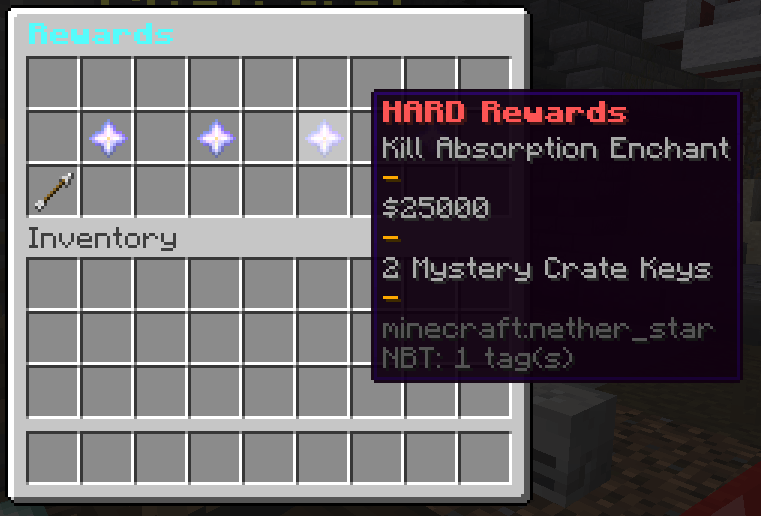 Rewards
HARD Rewards
Kill Absorption Enchant
-
$25000
-
2 Mystery Crate Keys
-
minecraft:nether_star
NBT: 1 tag(s)
Inventory